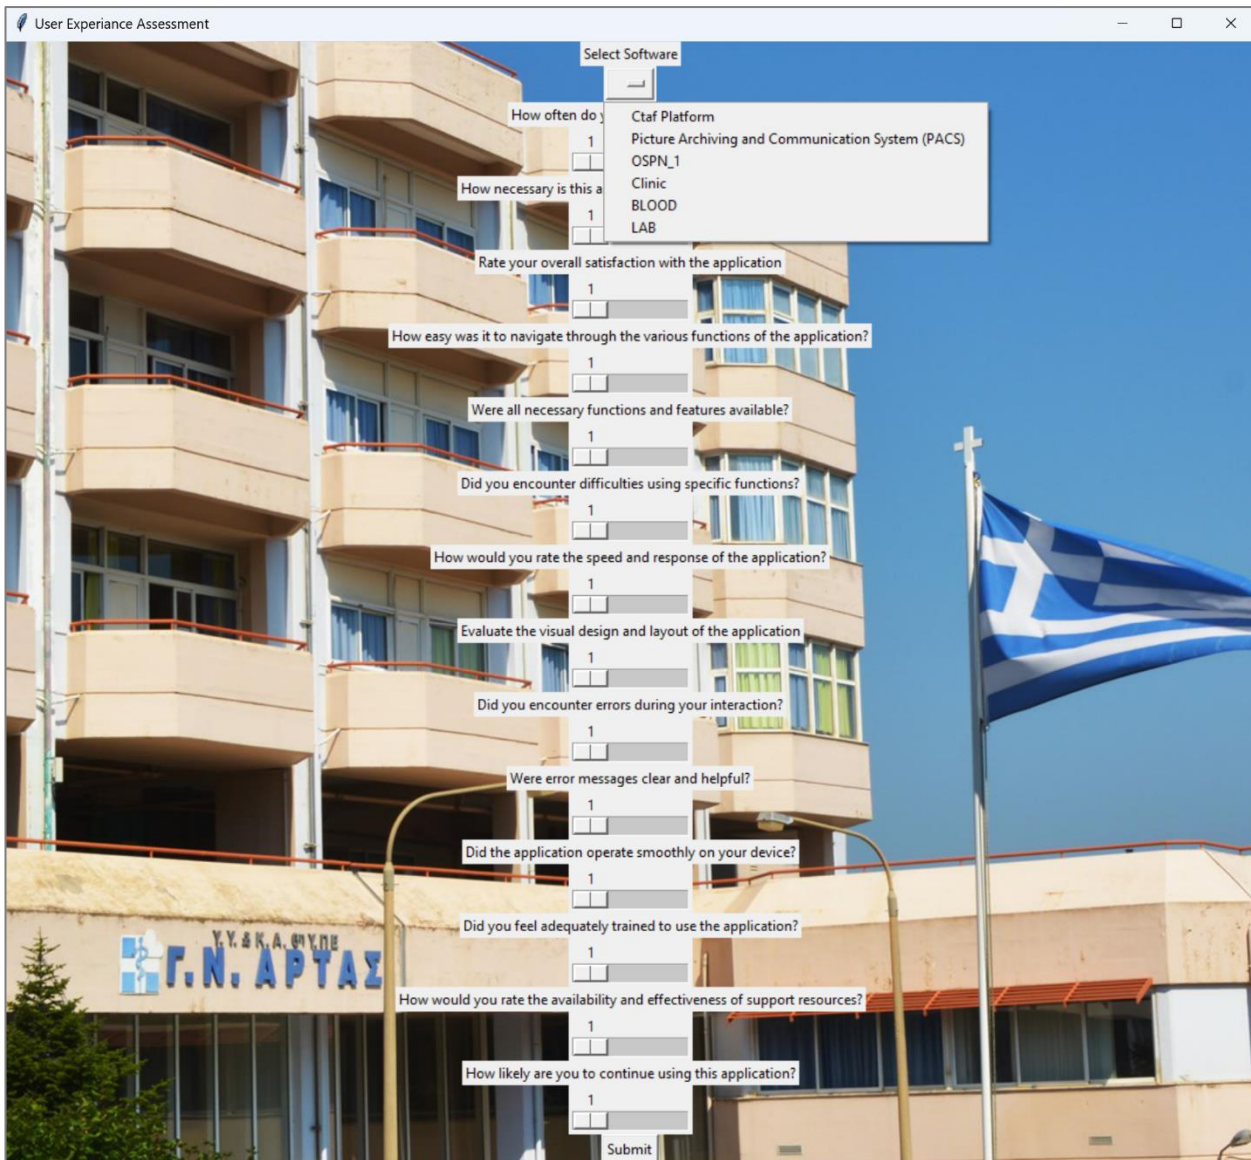 User Experiance Assessment
Select Software
Ctaf Platform
Picture Archiving and Communication System (PACS)
OSPN_1
Clinic
BLOOD
LAB
How often do
1
How necessary is this a
1
Rate your overall satisfaction with the application
1
How easy was it to navigate through the various functions of the application?
1
Were all necessary functions and features available?
1
Did you encounter difficulties using specific functions?
1
How would you rate the speed and response of the application?
1
Evaluate the visual design and layout of the application
1
Did you encounter errors during your interaction?
1
Were error messages clear and helpful?
1
Did the application operate smoothly on your device?
1
Did you feel adequately trained to use the application?
1
Υ.Υ. & Κ.Α. 6η Υ.ΠΕ
Γ.Ν. ΑΡΤΑΣ
How would you rate the availability and effectiveness of support resources?
1
How likely are you to continue using this application?
1
Submit